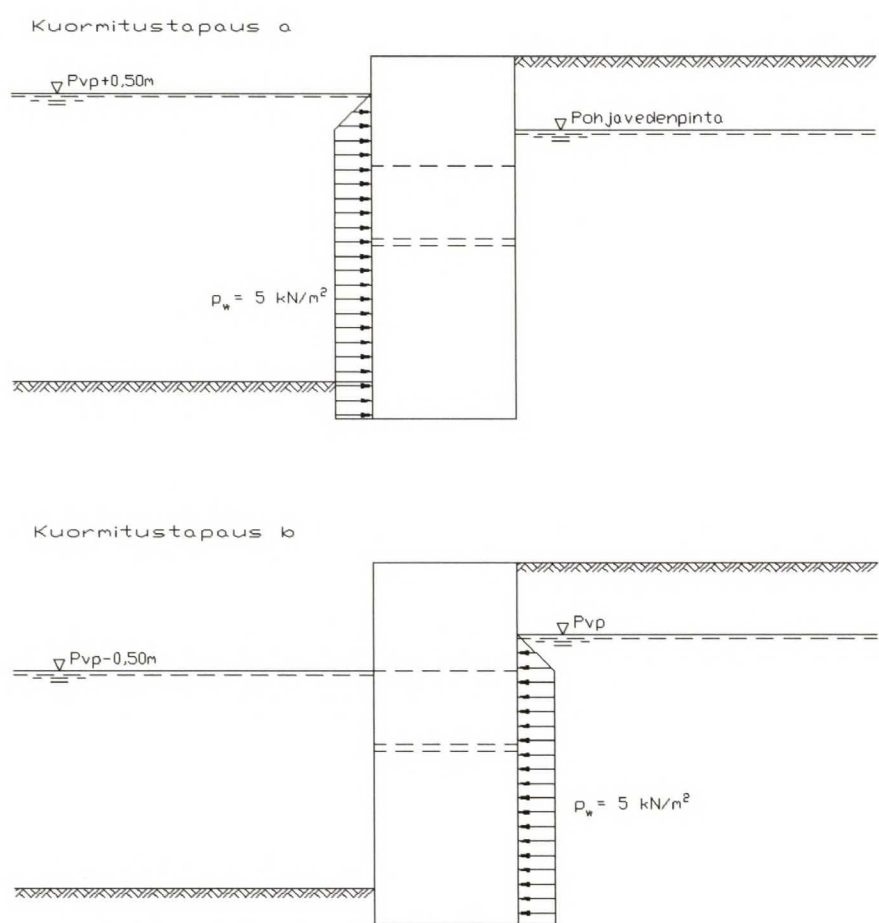 Kuormitustapaus a
Pvp+0,50m
Pohjavedenpinta
p_w = 5 kN/m²
Kuormitustapaus b
Pvp
Pvp-0,50m
p_w = 5 kN/m²